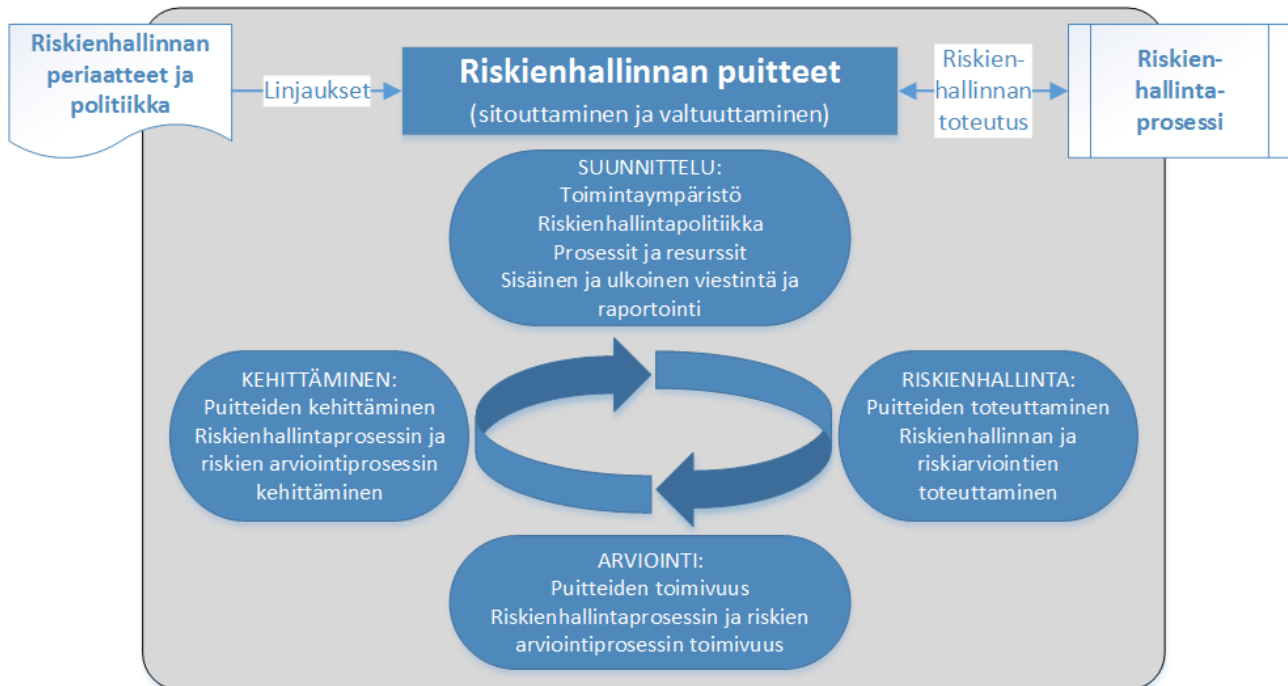 Riskienhallinnan
periaatteet ja
politiikka
Linjaukset
Riskienhallinnan puitteet
(sitouttaminen ja valtuuttaminen)
Riskien-
hallinnan
toteutus
Riskien-
hallinta-
prosessi
SUUNNITTELU:
Toimintaympäristö
Riskienhallintapolitiikka
Prosessit ja resurssit
Sisäinen ja ulkoinen viestintä ja
raportointi
KEHITTÄMINEN:
Puitteiden kehittäminen
Riskienhallintaprosessin ja
riskien arviointiprosessin
kehittäminen
RISKIENHALLINTA:
Puitteiden toteuttaminen
Riskienhallinnan ja
riskiarviointien
toteuttaminen
ARVIOINTI:
Puitteiden toimivuus
Riskienhallintaprosessin ja riskien
arviointiprosessin toimivuus